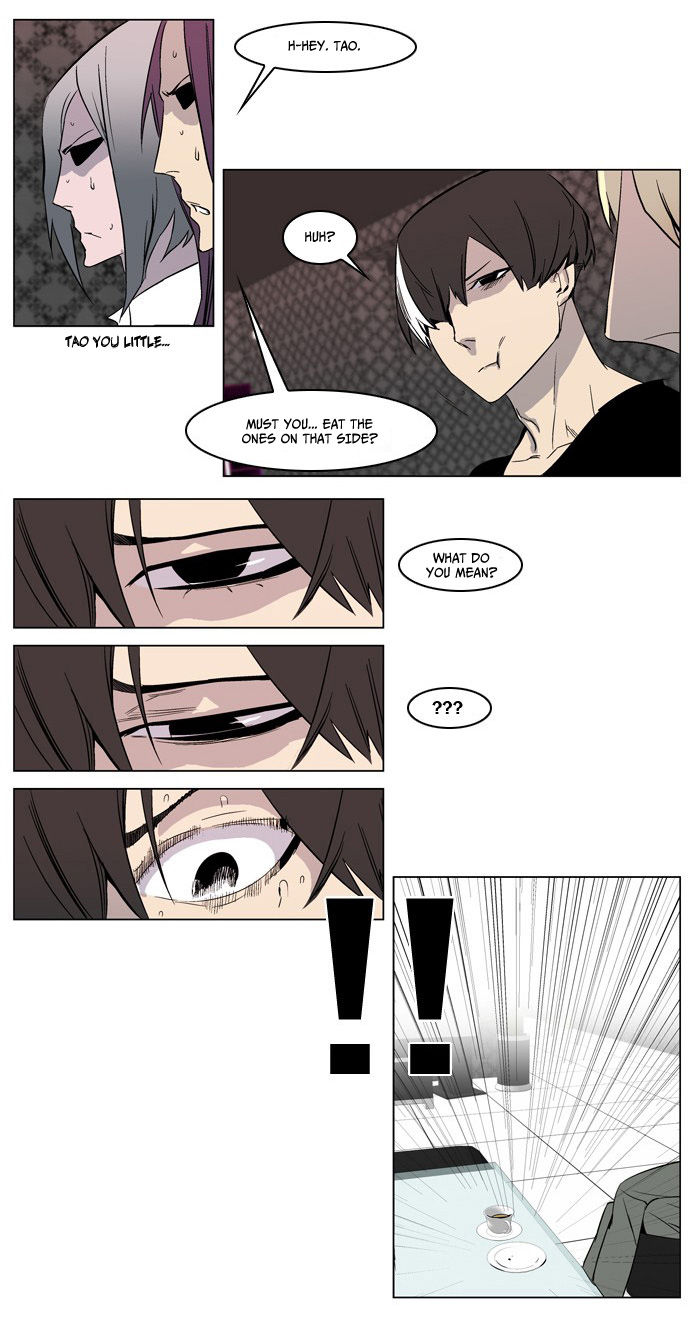 H-HEY, TAO.
TAO YOU LITTLE...
HUH?
MUST YOU... EAT THE
ONES ON THAT SIDE?
WHAT DO
YOU MEAN?
???
!!